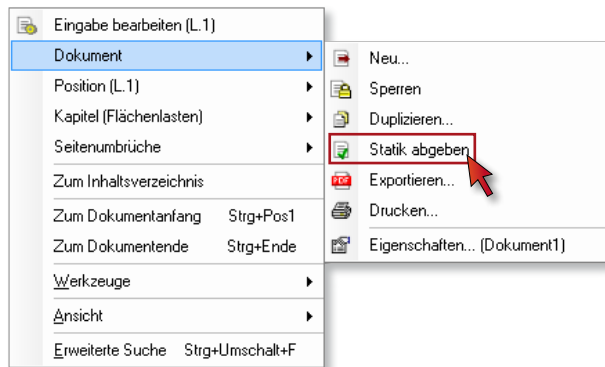 Eingabe bearbeiten (L.1)
Dokument
Position (L.1)
Kapitel (Flächenlasten)
Seitenumbrüche
Zum Inhaltsverzeichnis
Zum Dokumentanfang Strg+Pos1
Zum Dokumentende Strg+Ende
Werkzeuge
Ansicht
Erweiterte Suche Strg+Umschalt+F
Neu...
Sperren
Duplizieren...
Statik abgeben
PDF Exportieren...
Drucken...
Eigenschaften... (Dokument1)